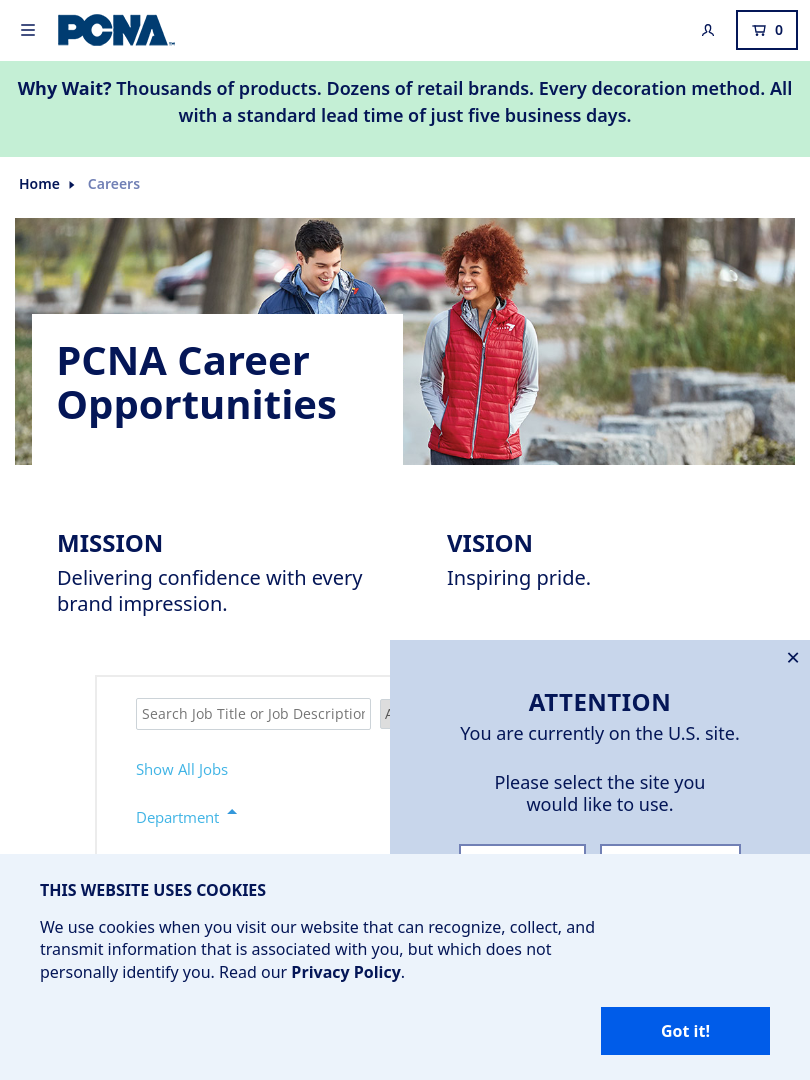 PCNA
0
Why Wait? Thousands of products. Dozens of retail brands. Every decoration method. All
with a standard lead time of just five business days.
Home
Careers
PCNA Career
Opportunities
MISSION
Delivering confidence with every
brand impression.
VISION
Inspiring pride.
Search Job Title or Job Description
Show All Jobs
Department
ATTENTION
You are currently on the U.S. site.
Please select the site you
would like to use.
THIS WEBSITE USES COOKIES
We use cookies when you visit our website that can recognize, collect, and
transmit information that is associated with you, but which does not
personally identify you. Read our Privacy Policy.
Got it!